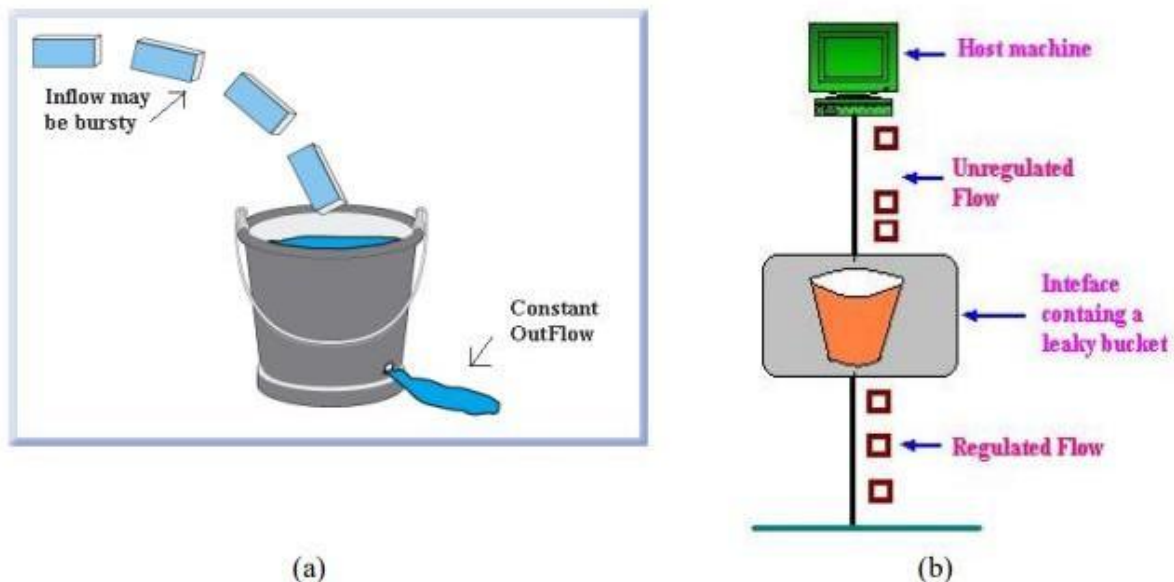 Inflow may
be bursty
Constant
OutFlow
(a)
Host machine
Unregulated
Flow
Inteface
containg a
leaky bucket
Regulated Flow
(b)